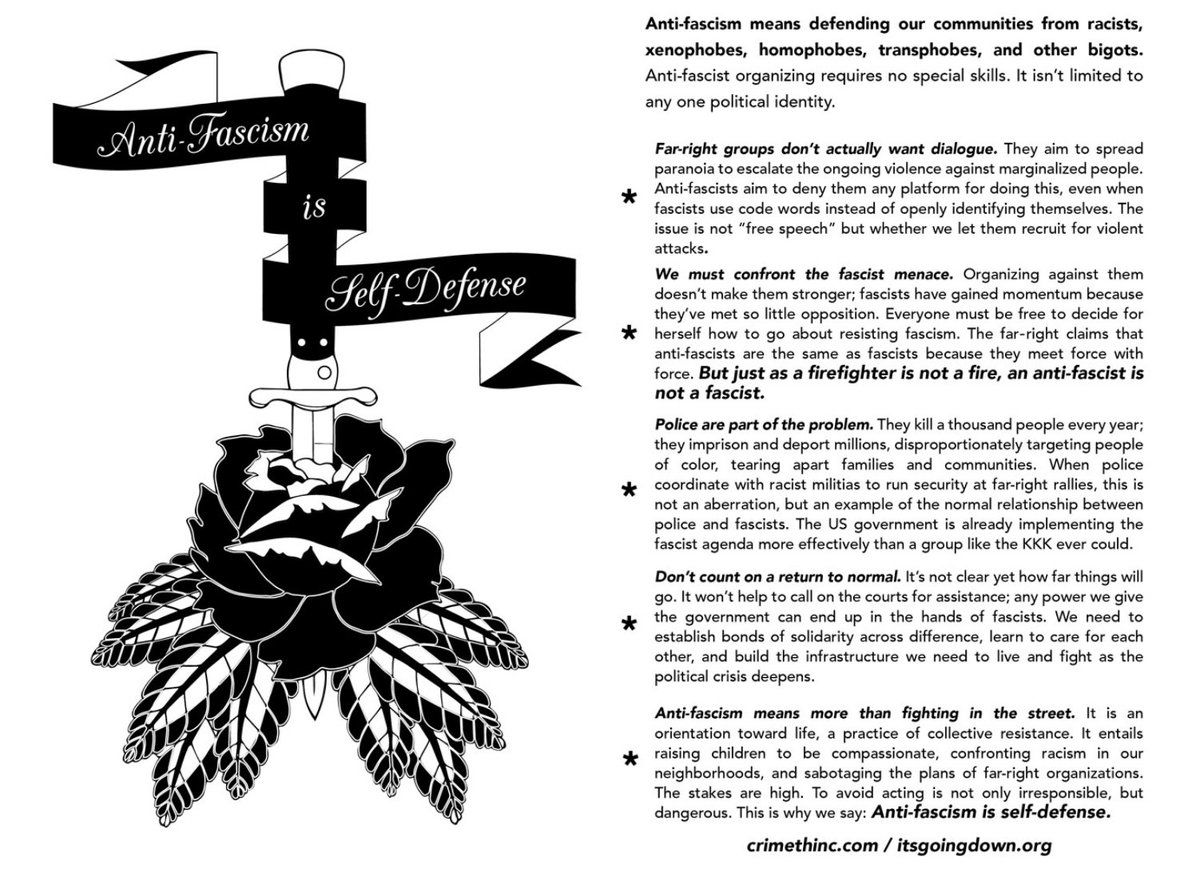 Anti-Fascism
is
Self-Defense
Anti-fascism means defending our communities from racists,
xenophobes, homophobes, transphobes, and other bigots.
Anti-fascist organizing requires no special skills. It isn’t limited to
any one political identity.
Far-right groups don’t actually want dialogue. They aim to spread
paranoia to escalate the ongoing violence against marginalized people.
* Anti-fascists aim to deny them any platform for doing this, even when
fascists use code words instead of openly identifying themselves. The
issue is not “free speech” but whether we let them recruit for violent
attacks.
We must confront the fascist menace. Organizing against them
doesn’t make them stronger; fascists have gained momentum because
they’ve met so little opposition. Everyone must be free to decide for
* herself how to go about resisting fascism. The far-right claims that
anti-fascists are the same as fascists because they meet force with
force. But just as a firefighter is not a fire, an anti-fascist is
not a fascist.
Police are part of the problem. They kill a thousand people every year;
they imprison and deport millions, disproportionately targeting people
of color, tearing apart families and communities. When police
* coordinate with racist militias to run security at far-right rallies, this is
not an aberration, but an example of the normal relationship between
police and fascists. The US government is already implementing the
fascist agenda more effectively than a group like the KKK ever could.
Don’t count on a return to normal. It’s not clear yet how far things will
go. It won’t help to call on the courts for assistance; any power we give
* the government can end up in the hands of fascists. We need to
establish bonds of solidarity across difference, learn to care for each
other, and build the infrastructure we need to live and fight as the
political crisis deepens.
Anti-fascism means more than fighting in the street. It is an
orientation toward life, a practice of collective resistance. It entails
* raising children to be compassionate, confronting racism in our
neighborhoods, and sabotaging the plans of far-right organizations.
The stakes are high. To avoid acting is not only irresponsible, but
dangerous. This is why we say: Anti-fascism is self-defense.
crimethinc.com / itsgoingdown.org